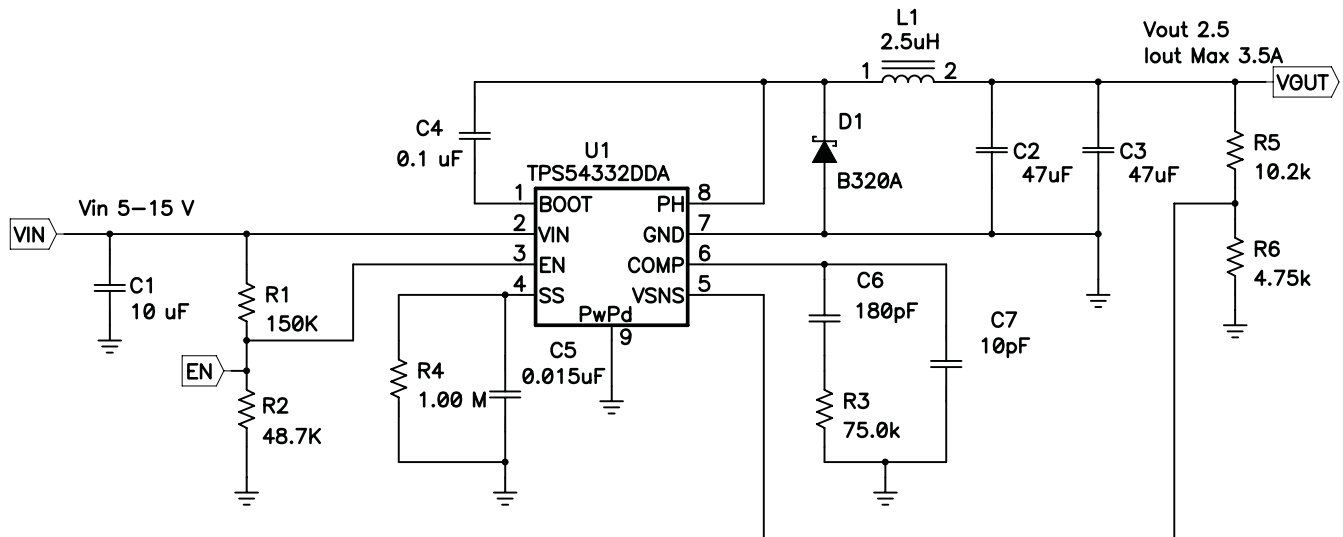 L1
2.5uH
1
2
Vout 2.5
Iout Max 3.5A
VOUT
C4
0.1 uF
D1
B320A
C2
47uF
C3
47uF
R5
10.2k
U1
TPS54332DDA
1
BOOT
PH
8
Vin 5-15 V
VIN
2
VIN
GND
7
3
EN
COMP
6
4
SS
VSNS
5
PwPd
9
C1
10 uF
R1
150K
EN
R2
48.7K
R4
1.00 M
C5
0.015uF
C6
180pF
C7
10pF
R3
75.0k
R6
4.75k